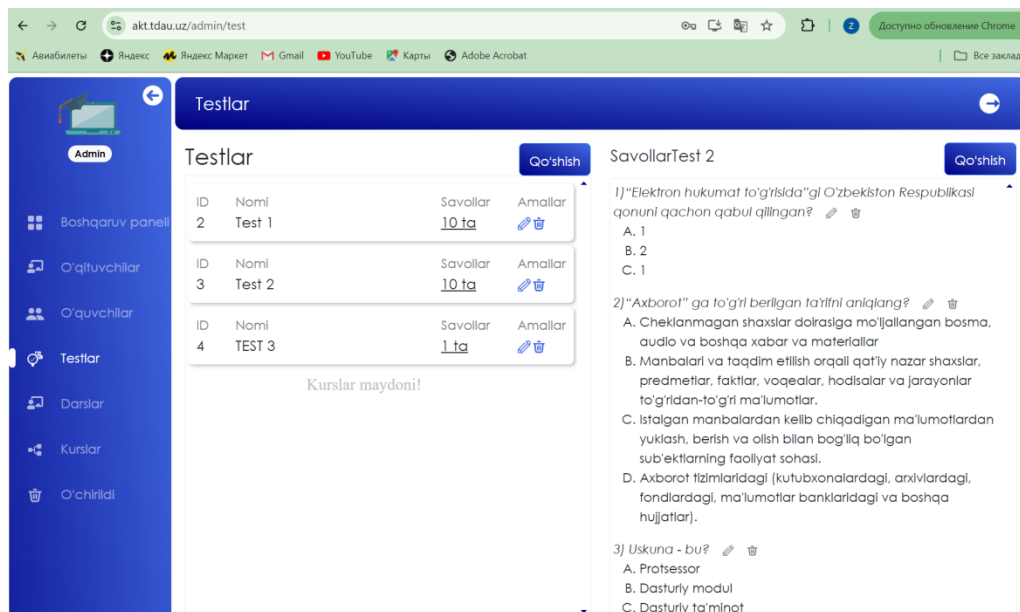 akt.tdau.uz/admin/test
Z
Доступно обновление Chrome
Авиабилеты Яндекс Яндекс Маркет Gmail YouTube Карты Adobe Acrobat
Все заклад
Admin
Boshqaruv paneli
O'qituvchilar
O'quvchilar
Testlar
Darslar
Kurslar
O'chirildi
Testlar
Testlar
Qo'shish
ID Nomi Savollar Amallar
2 Test 1 10 ta
ID Nomi Savollar Amallar
3 Test 2 10 ta
ID Nomi Savollar Amallar
4 TEST 3 1 ta
Kurslar maydoni!
SavollarTest 2
Qo'shish
1)“Elektron hukumat to'g'risida”gi O'zbekiston Respublikasi
qonuni qachon qabul qilingan?
A. 1
B. 2
C. 1
2)“Axborot” ga to'g'ri berilgan ta'rifni aniqlang?
A. Cheklanmagan shaxslar doirasiga mo'ljallangan bosma,
audio va boshqa xabar va materiallar
B. Manbalari va taqdim etilish orqali qat'iy nazar shaxslar,
predmetlar, faktlar, voqealar, hodisalar va jarayonlar
to'g'ridan-to'g'ri ma'lumotlar.
C. Istalgan manbalardan kelib chiqadigan ma'lumotlardan
yuklash, berish va olish bilan bog'liq bo'lgan
sub'ektlarning faoliyat sohasi.
D. Axborot tizimlaridagi (kutubxonalardagi, arxivlardagi,
fondlardagi, ma'lumotlar banklaridagi va boshqa
hujjatlar).
3) Uskuna - bu?
A. Protsessor
B. Dasturiy modul
C. Dasturiy ta'minot